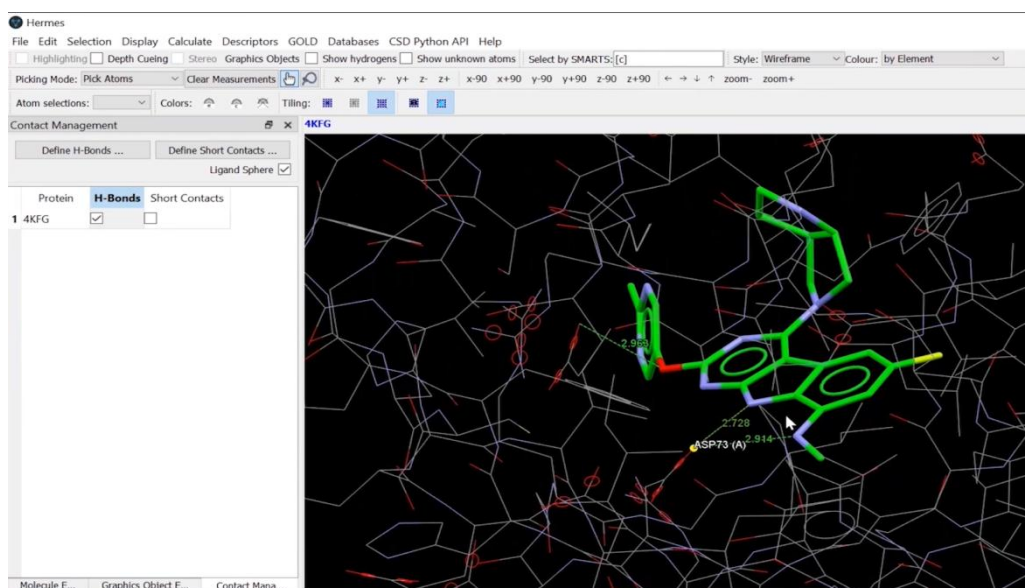 Hermes
File Edit Selection Display Calculate Descriptors GOLD Databases CSD Python API Help
Highlighting Depth Cueing Stereo Graphics Objects Show hydrogens Show unknown atoms Select by SMARTS: [c] Style: Wireframe Colour: by Element
Picking Mode: Pick Atoms Clear Measurements x- x+ y- y+ z- z+ x-90 x+90 y-90 y+90 z-90 z+90 ← → ↓ ↑ zoom- zoom+
Atom selections: Colors: Tiling:
Contact Management
4KFG
Define H-Bonds ... Define Short Contacts ...
Ligand Sphere
Protein H-Bonds Short Contacts
1 4KFG
2.963
2.728
ASP73 (A) 2.914
Molecule E... Graphics Object E... Contact Mana...